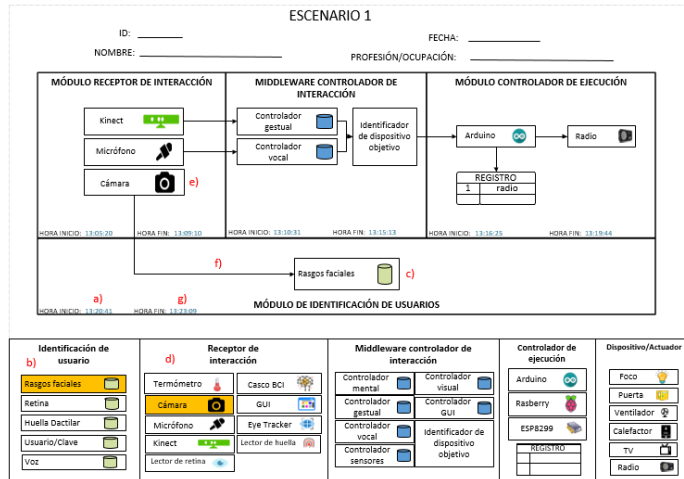 ESCENARIO 1
ID:
FECHA:
NOMBRE:
PROFESIÓN/OCUPACIÓN:
MÓDULO RECEPTOR DE INTERACCIÓN
MIDDLEWARE CONTROLADOR DE
INTERACCIÓN
MÓDULO CONTROLADOR DE EJECUCIÓN
Kinect
Micrófono
Cámara
e)
Controlador
gestual
Controlador
vocal
Identificador
de dispositivo
objetivo
Arduino
Radio
REGISTRO
1 radio
HORA INICIO: 13:05:20
HORA FIN: 13:09:10
HORA INICIO: 13:10:31
HORA FIN: 13:15:13
HORA INICIO: 13:16:25
HORA FIN: 13:19:44
f)
Rasgos faciales
c)
a)
g)
HORA INICIO: 13:20:41
HORA FIN: 13:23:09
MÓDULO DE IDENTIFICACIÓN DE USUARIOS
Identificación de
usuario
b)
Rasgos faciales
Retina
Huella Dactilar
Usuario/Clave
Voz
Receptor de
interacción
d)
Termómetro
Cámara
Micrófono
Kinect
Lector de retina
Casco BCI
GUI
Eye Tracker
Lector de huella
Middleware controlador de
interacción
Controlador
mental
Controlador
gestual
Controlador
vocal
Controlador
sensores
Controlador
visual
Controlador
GUI
Identificador de
dispositivo
objetivo
Controlador de
ejecución
Arduino
Rasberry
ESP8299
REGISTRO
Dispositivo/Actuador
Foco
Puerta
Ventilador
Calefactor
TV
Radio